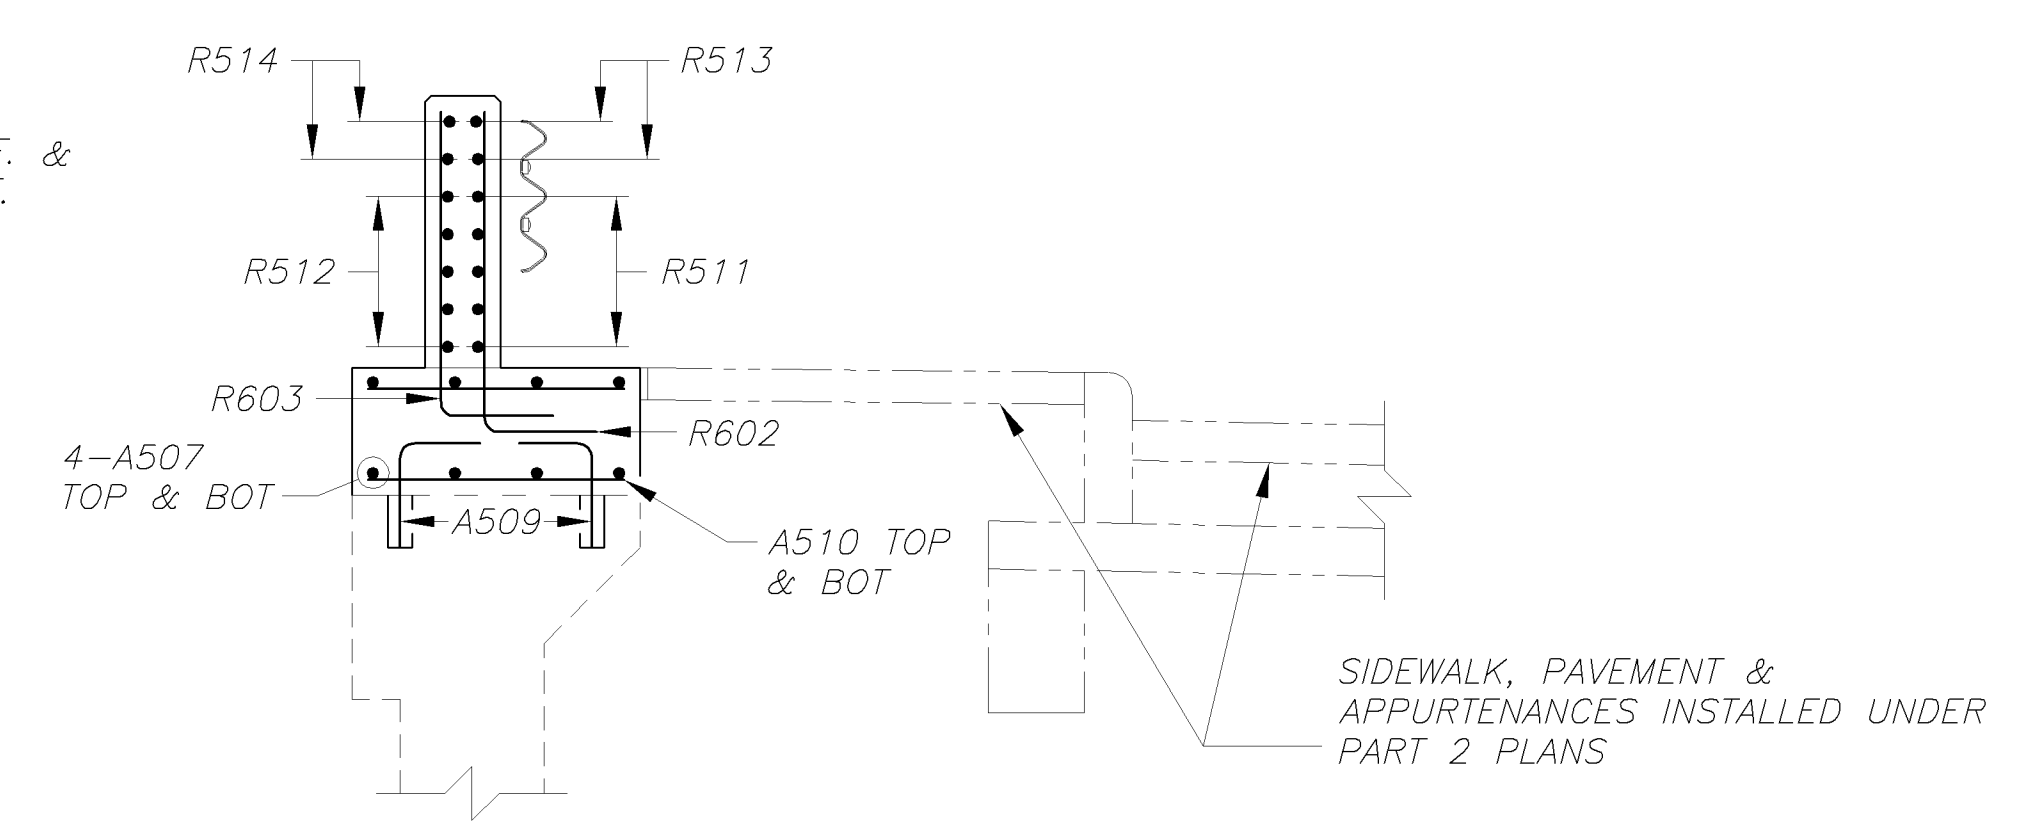 R514
R513
&
R512
R511
R603
R602
4-A507
TOP & BOT
A509
A510 TOP
& BOT
SIDEWALK, PAVEMENT &
APPURTENANCES INSTALLED UNDER
PART 2 PLANS